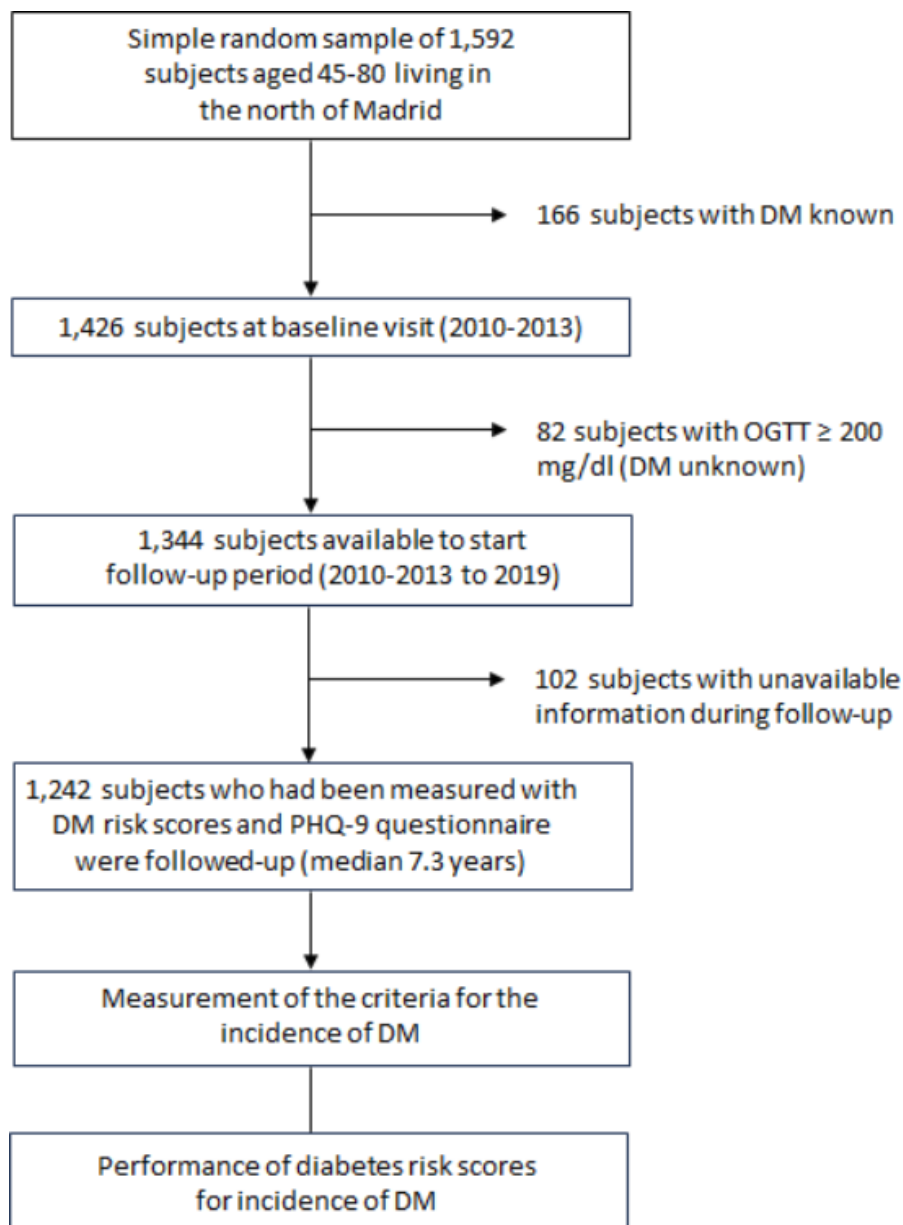 Simple random sample of 1,592
subjects aged 45-80 living in
the north of Madrid
166 subjects with DM known
1,426 subjects at baseline visit (2010-2013)
82 subjects with OGTT ≥ 200
mg/dl (DM unknown)
1,344 subjects available to start
follow-up period (2010-2013 to 2019)
102 subjects with unavailable
information during follow-up
1,242 subjects who had been measured with
DM risk scores and PHQ-9 questionnaire
were followed-up (median 7.3 years)
Measurement of the criteria for the
incidence of DM
Performance of diabetes risk scores
for incidence of DM